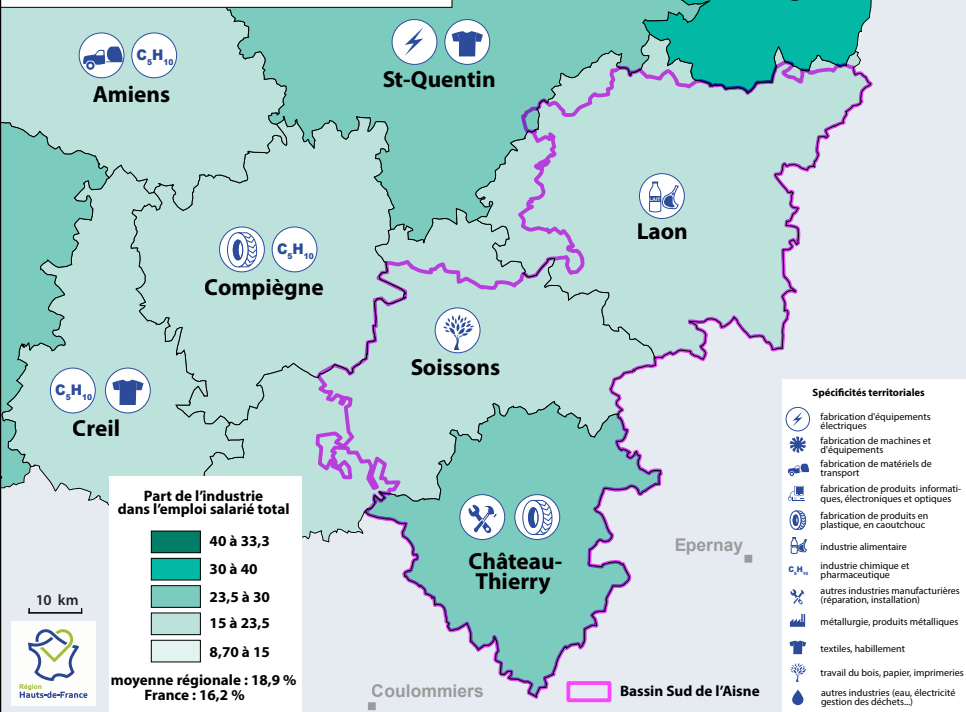 C5H10
Amiens
St-Quentin
Laon
C5H10
Compiègne
Soissons
C5H10
Creil
Château-
Thierry
Epernay
Coulommiers
Part de l'industrie
dans l'emploi salarié total
40 à 33,3
30 à 40
23,5 à 30
15 à 23,5
8,70 à 15
moyenne régionale : 18,9 %
France : 16,2 %
10 km
Région
Hauts-de-France
Bassin Sud de l'Aisne
Spécificités territoriales
fabrication d'équipements
électriques
fabrication de machines et
d'équipements
fabrication de matériels de
transport
fabrication de produits informati-
ques, électroniques et optiques
fabrication de produits en
plastique, en caoutchouc
industrie alimentaire
C5H10
industrie chimique et
pharmaceutique
autres industries manufacturières
(réparation, installation)
métallurgie, produits métalliques
textiles, habillement
travail du bois, papier, imprimeries
autres industries (eau, électricité
gestion des déchets...)